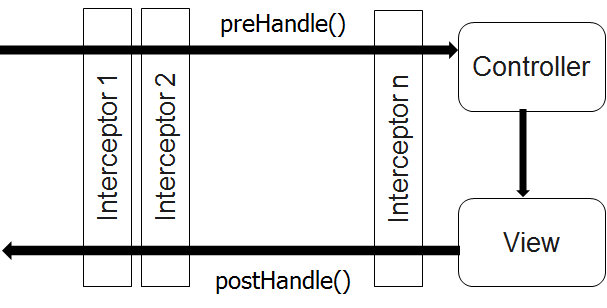 preHandle()
Interceptor 1
Interceptor 2
Interceptor n
Controller
View
postHandle()